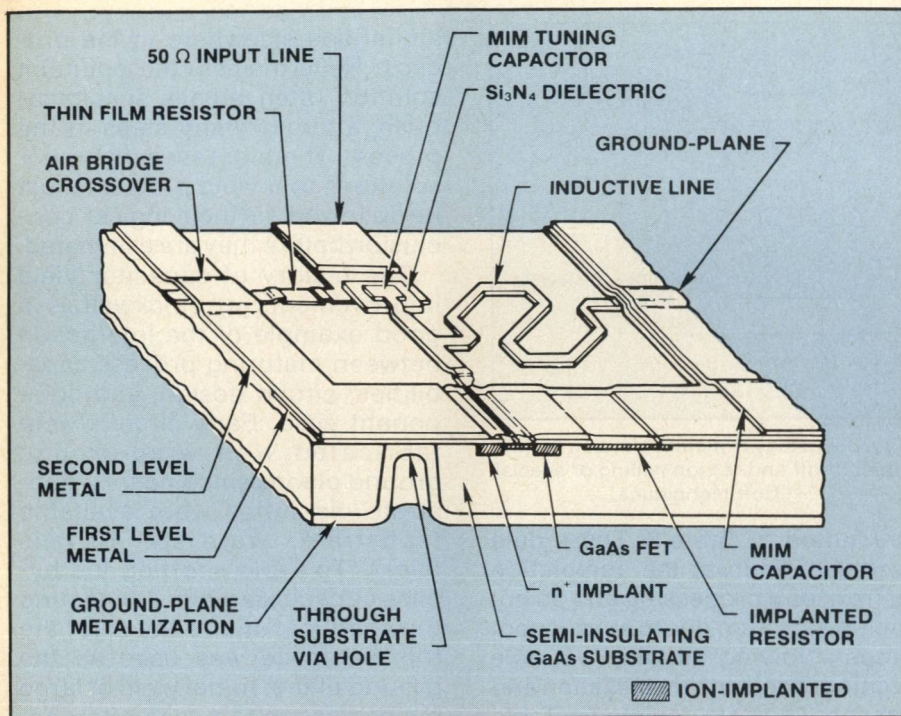 50 Ω INPUT LINE
MIM TUNING
CAPACITOR
Si₃N₄ DIELECTRIC
THIN FILM RESISTOR
GROUND-PLANE
AIR BRIDGE
CROSSOVER
INDUCTIVE LINE
SECOND LEVEL
METAL
FIRST LEVEL
METAL
GROUND-PLANE
METALLIZATION
THROUGH
SUBSTRATE
VIA HOLE
GaAs FET
n⁺ IMPLANT
SEMI-INSULATING
GaAs SUBSTRATE
MIM
CAPACITOR
IMPLANTED
RESISTOR
ION-IMPLANTED